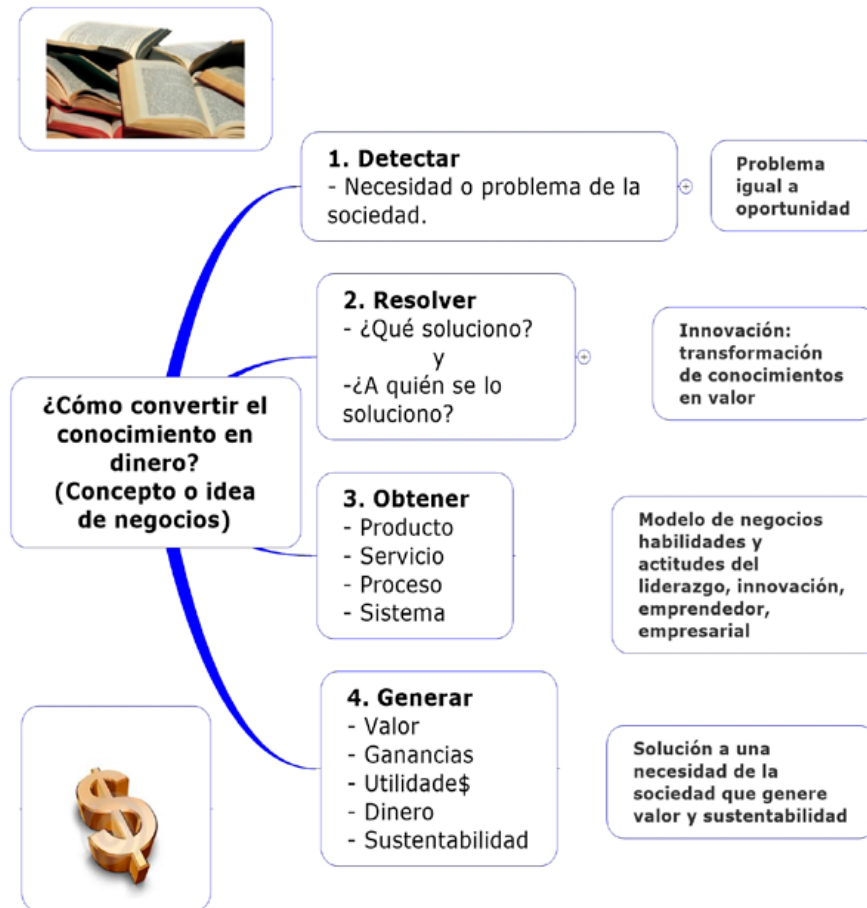 1. Detectar
- Necesidad o problema de la
sociedad.
Problema
igual a
oportunidad
2. Resolver
- ¿Qué soluciono?
y
-¿A quién se lo
soluciono?
Innovación:
transformación
de conocimientos
en valor
¿Cómo convertir el
conocimiento en
dinero?
(Concepto o idea
de negocios)
3. Obtener
- Producto
- Servicio
- Proceso
- Sistema
Modelo de negocios
habilidades y
actitudes del
liderazgo, innovación,
emprendedor,
empresarial
4. Generar
- Valor
- Ganancias
- Utilidade$
- Dinero
- Sustentabilidad
Solución a una
necesidad de la
sociedad que genere
valor y sustentabilidad